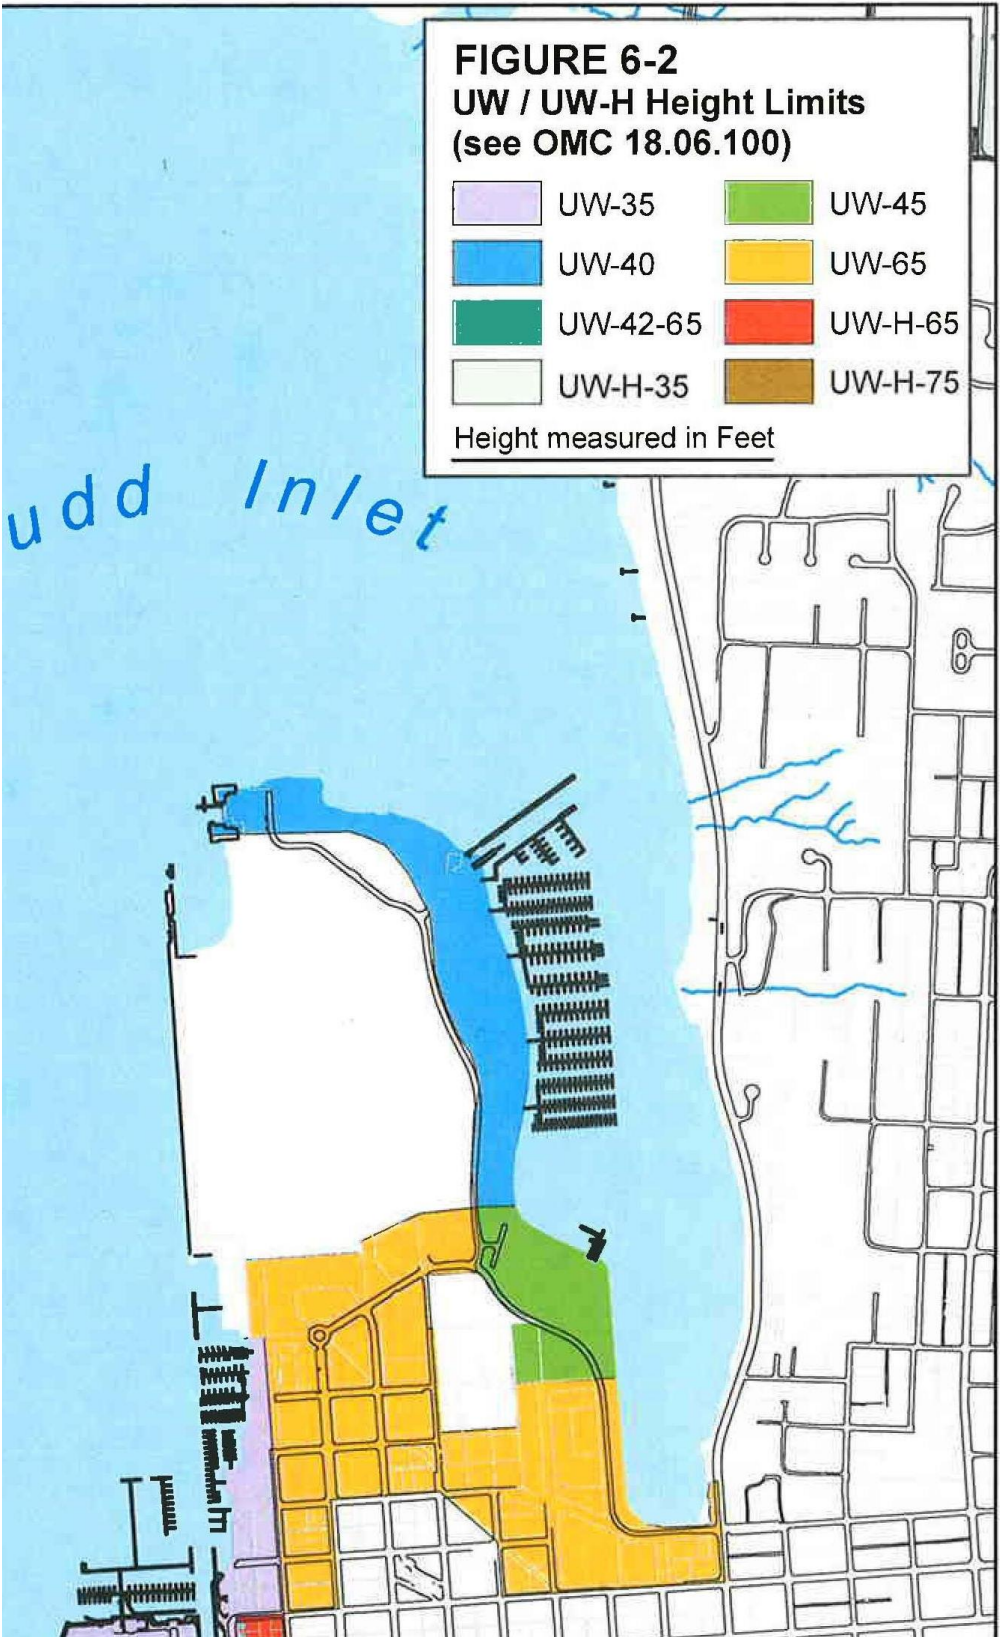 FIGURE 6-2
UW / UW-H Height Limits
(see OMC 18.06.100)
UW-35
UW-45
UW-40
UW-65
UW-42-65
UW-H-65
UW-H-35
UW-H-75
Height measured in Feet
udd Inlet